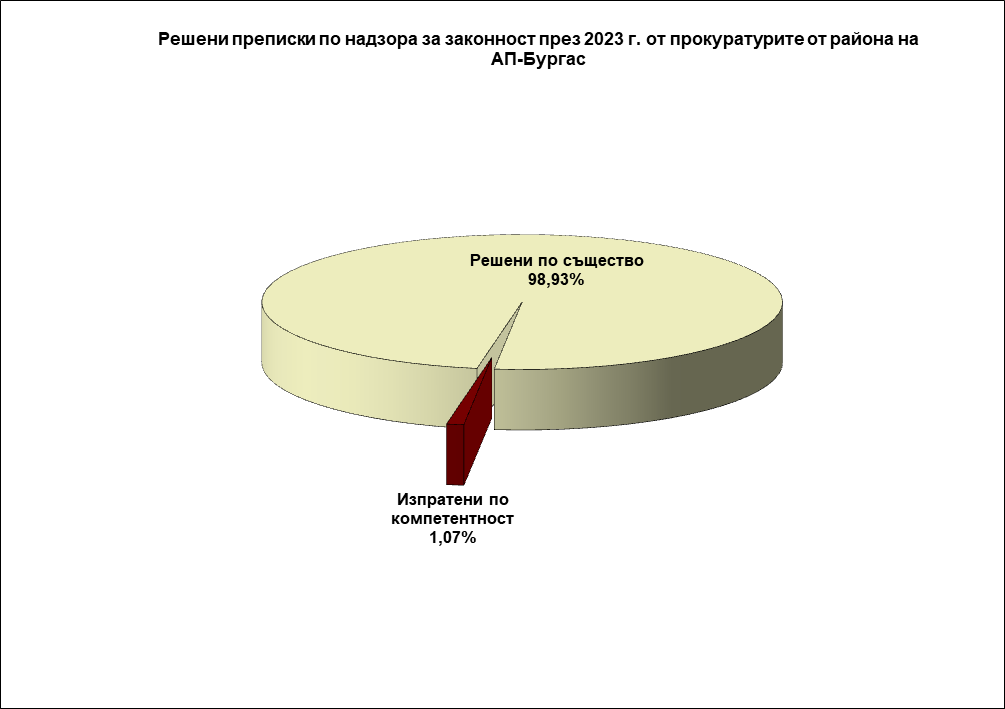 Решени преписки по надзора за законност през 2023 г. от прокуратурите от района на
АП-Бургас
Решени по същество
98,93%
Изпратени по
компетентност
1,07%